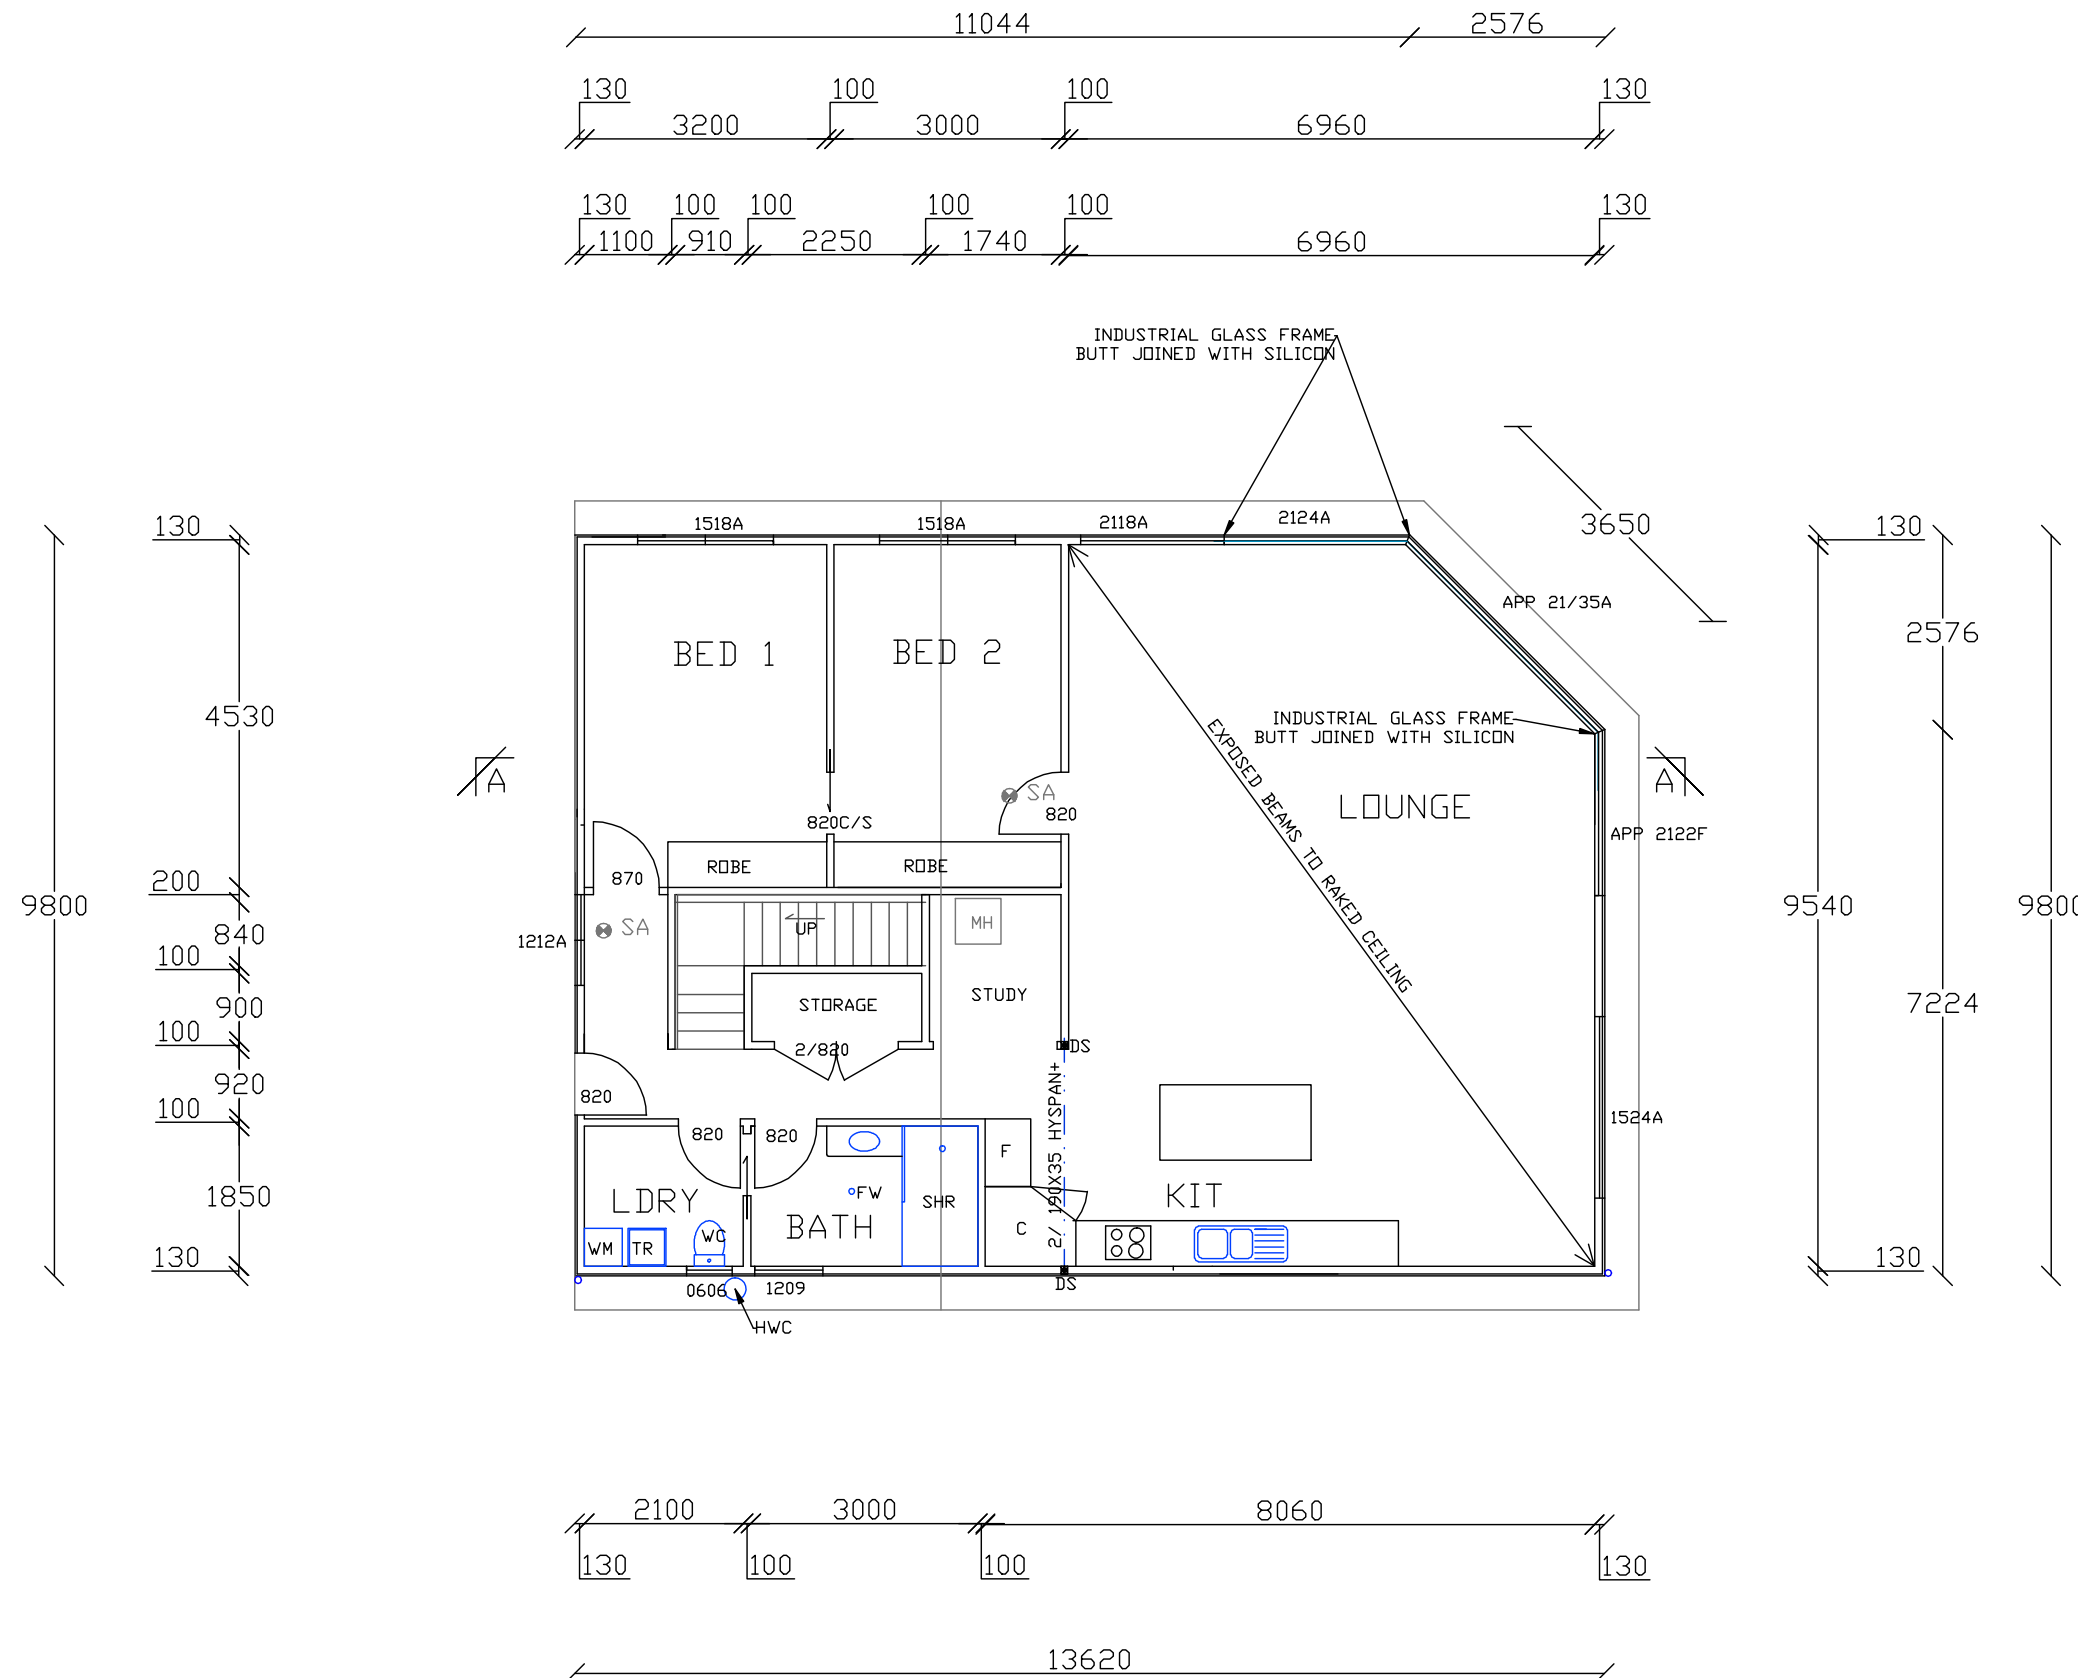 11044 2576
130 100 100 130
3200 3000 6960
130 100 100 100 100 130
1100 910 2250 1740 6960
INDUSTRIAL GLASS FRAME
BUTT JOINED WITH SILICON
3650
1518A 1518A 2118A 2124A
130
130
APP 21/35A
2576
BED 1 BED 2
4530
INDUSTRIAL GLASS FRAME
BUTT JOINED WITH SILICON
EXPOSED BEAMS TO RAKED CEILING
A
A
SA
LOUNGE
820
820C/S
APP 2122F
ROBE ROBE
870
200
9800
840
9540
9800
SA
UP
MH
1212A
100
STORAGE
STUDY
900
7224
100
2/820
DS
920
820
100
2/ 190X35 HYSPAN+
1524A
820 820
F
1850
LDRY
FW
SHR
KIT
BATH
WC
C
WM TR
130
130
0606 1209
DS
HWC
2100 3000 8060
130 100 100 130
13620